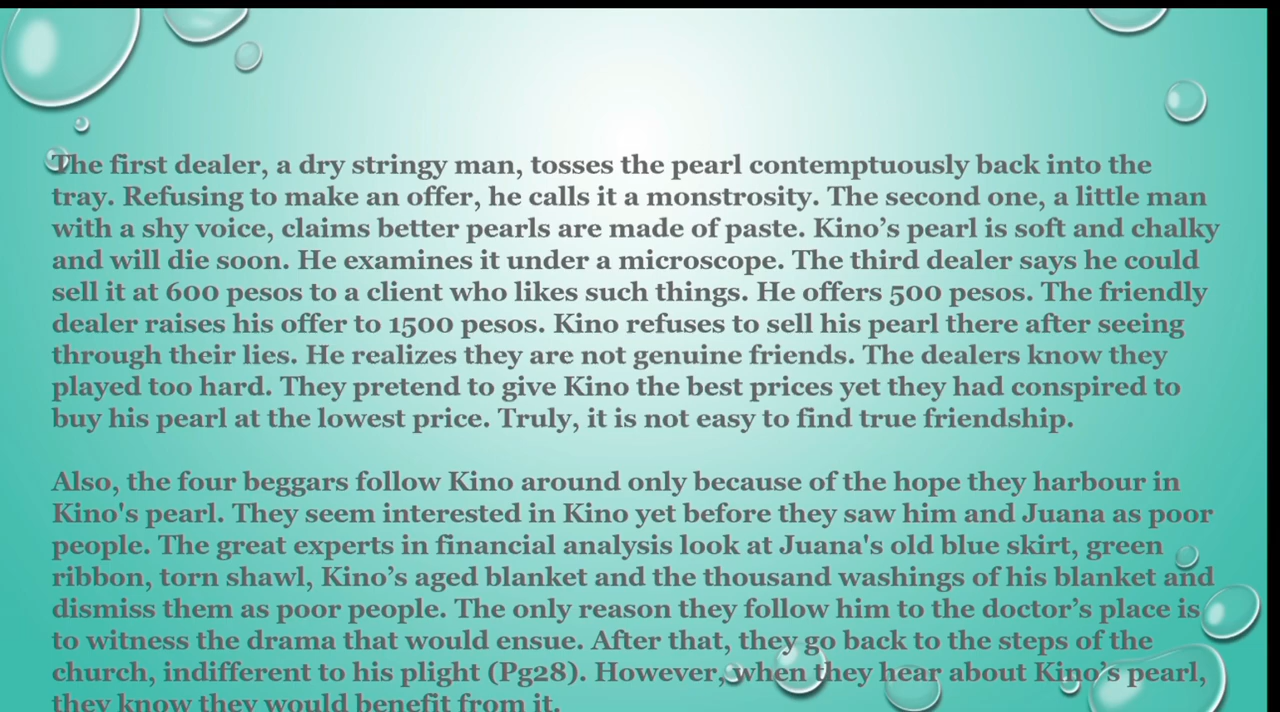 The first dealer, a dry stringy man, tosses the pearl contemptuously back into the
tray. Refusing to make an offer, he calls it a monstrosity. The second one, a little man
with a shy voice, claims better pearls are made of paste. Kino’s pearl is soft and chalky
and will die soon. He examines it under a microscope. The third dealer says he could
sell it at 600 pesos to a client who likes such things. He offers 500 pesos. The friendly
dealer raises his offer to 1500 pesos. Kino refuses to sell his pearl there after seeing
through their lies. He realizes they are not genuine friends. The dealers know they
played too hard. They pretend to give Kino the best prices yet they had conspired to
buy his pearl at the lowest price. Truly, it is not easy to find true friendship.
Also, the four beggars follow Kino around only because of the hope they harbour in
Kino's pearl. They seem interested in Kino yet before they saw him and Juana as poor
people. The great experts in financial analysis look at Juana's old blue skirt, green
ribbon, torn shawl, Kino’s aged blanket and the thousand washings of his blanket and
dismiss them as poor people. The only reason they follow him to the doctor’s place is
to witness the drama that would ensue. After that, they go back to the steps of the
church, indifferent to his plight (Pg28). However, when they hear about Kino’s pearl,
they know they would benefit from it.